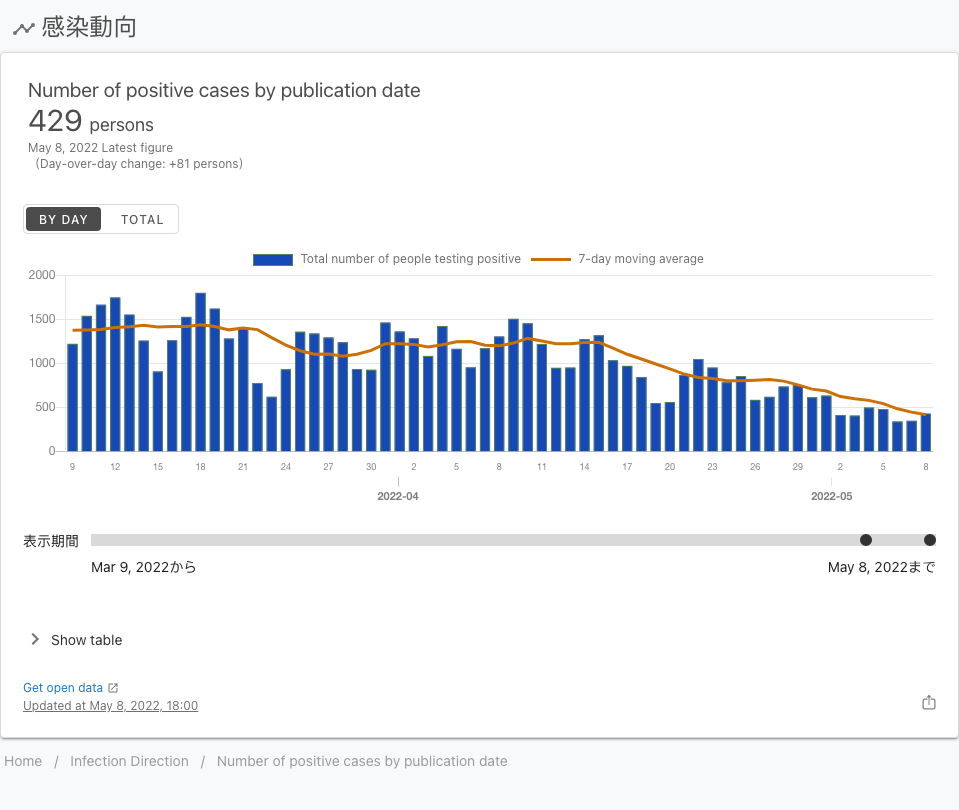 感染動向
Number of positive cases by publication date
429 persons
May 8, 2022 Latest figure
(Day-over-day change: +81 persons)
BY DAY TOTAL
Total number of people testing positive 7-day moving average
2000
1500
1000
500
0
9 12 15 18 21 24 27 30 2 5 8 11 14 17 20 23 26 29 2 5 8
2022-04 2022-05
表示期間
Mar 9, 2022から May 8, 2022まで
Show table
Get open data
Updated at May 8, 2022, 18:00
Home / Infection Direction / Number of positive cases by publication date